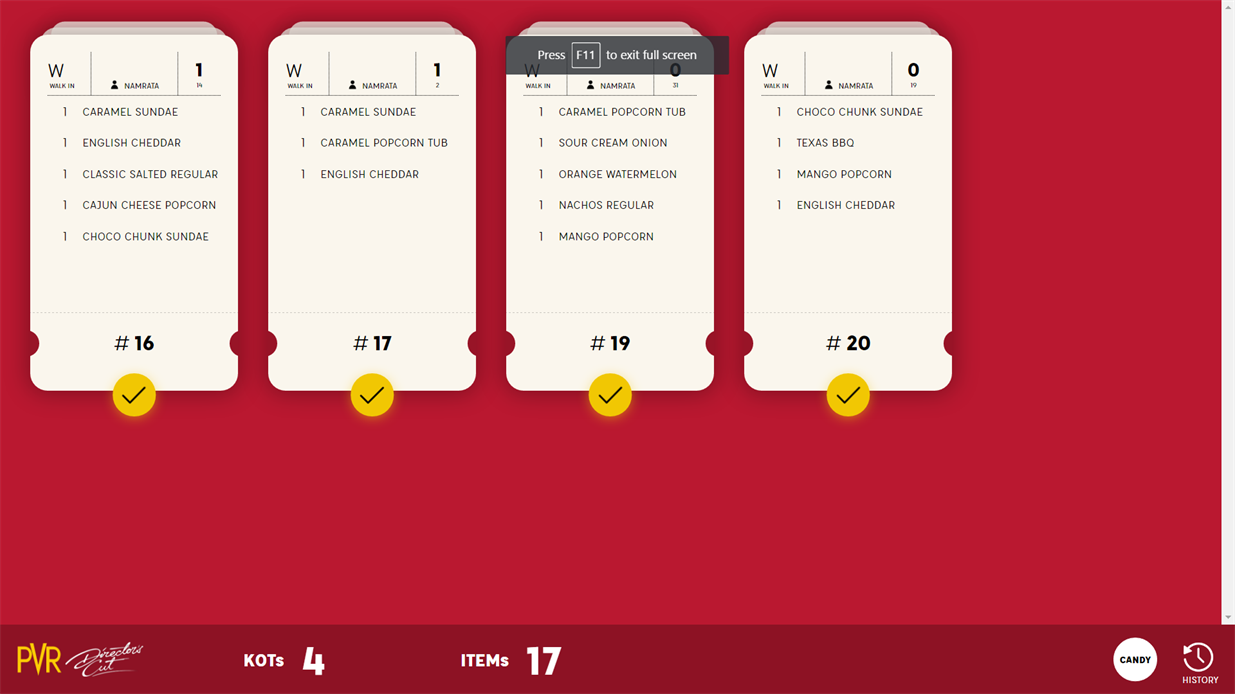 Press F11 to exit full screen
W
WALK IN
NAMRATA
1
14
1 CARAMEL SUNDAE
1 ENGLISH CHEDDAR
1 CLASSIC SALTED REGULAR
1 CAJUN CHEESE POPCORN
1 CHOCO CHUNK SUNDAE
# 16
W
WALK IN
NAMRATA
1
2
1 CARAMEL SUNDAE
1 CARAMEL POPCORN TUB
1 ENGLISH CHEDDAR
# 17
W
WALK IN
NAMRATA
0
31
1 CARAMEL POPCORN TUB
1 SOUR CREAM ONION
1 ORANGE WATERMELON
1 NACHOS REGULAR
1 MANGO POPCORN
# 19
W
WALK IN
NAMRATA
0
19
1 CHOCO CHUNK SUNDAE
1 TEXAS BBQ
1 MANGO POPCORN
1 ENGLISH CHEDDAR
# 20
PVR Director's Cut
KOTs 4
ITEMs 17
CANDY
HISTORY